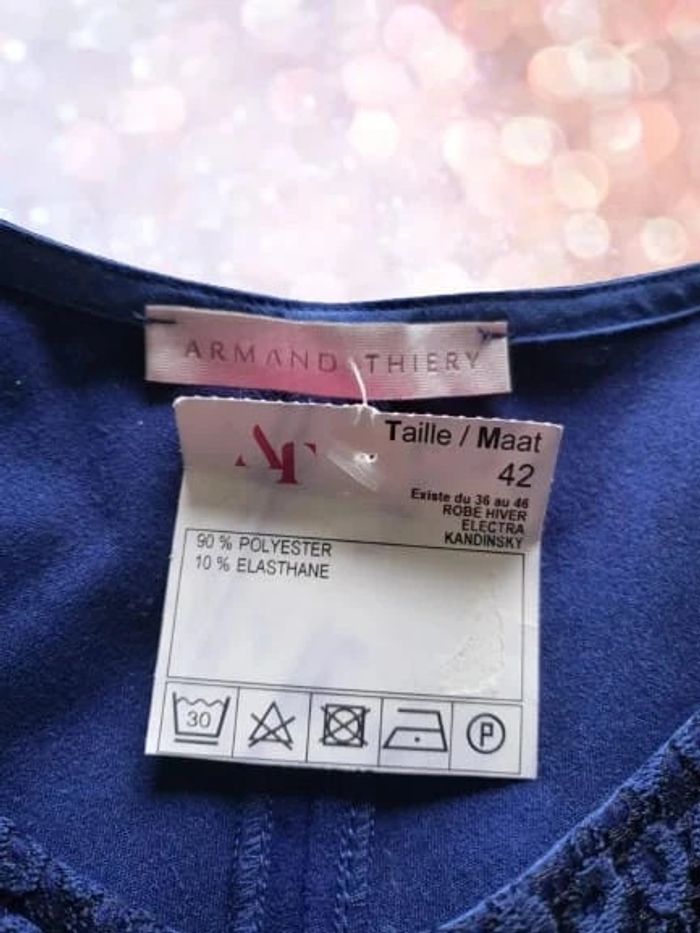 ARMAND THIERY
AT
Taille / Maat
42
Existe du 36 au 46
ROBE HIVER
ELECTRA
KANDINSKY
90 % POLYESTER
10 % ELASTHANE
30
P